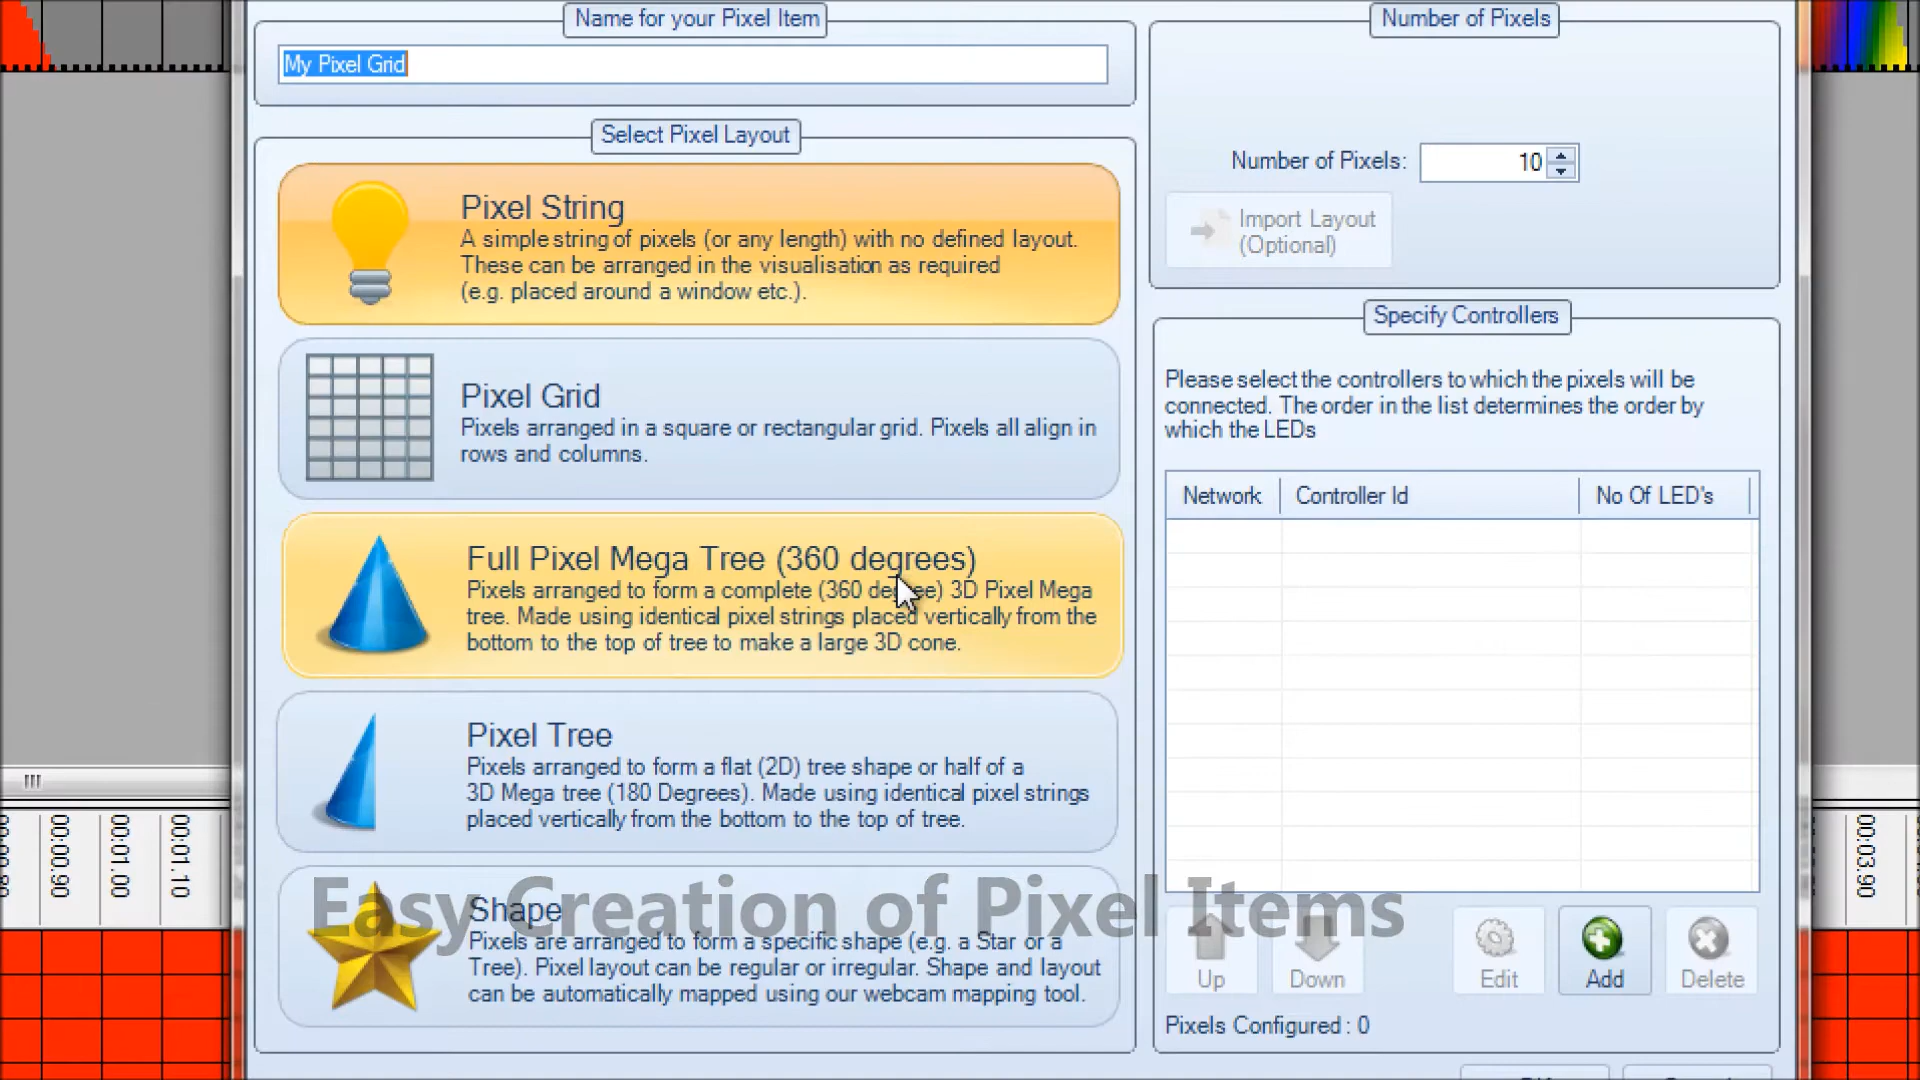 Name for your Pixel Item
My Pixel Grid
Select Pixel Layout
Pixel String
A simple string of pixels (or any length) with no defined layout.
These can be arranged in the visualisation as required
(e.g. placed around a window etc.).
Pixel Grid
Pixels arranged in a square or rectangular grid. Pixels all align in
rows and columns.
Full Pixel Mega Tree (360 degrees)
Pixels arranged to form a complete (360 degree) 3D Pixel Mega
tree. Made using identical pixel strings placed vertically from the
bottom to the top of tree to make a large 3D cone.
Pixel Tree
Pixels arranged to form a flat (2D) tree shape or half of a
3D Mega tree (180 Degrees). Made using identical pixel strings
placed vertically from the bottom to the top of tree.
Shape
Pixels are arranged to form a specific shape (e.g. a Star or a
Tree). Pixel layout can be regular or irregular. Shape and layout
can be automatically mapped using our webcam mapping tool.
Easy Creation of Pixel Items
Number of Pixels
Number of Pixels: 10
Import Layout
(Optional)
Specify Controllers
Please select the controllers to which the pixels will be
connected. The order in the list determines the order by
which the LEDs
Network Controller Id No Of LED's
Up Down Edit Add Delete
Pixels Configured : 0
00:00.90
00:01.00
00:01.10
00:03.90